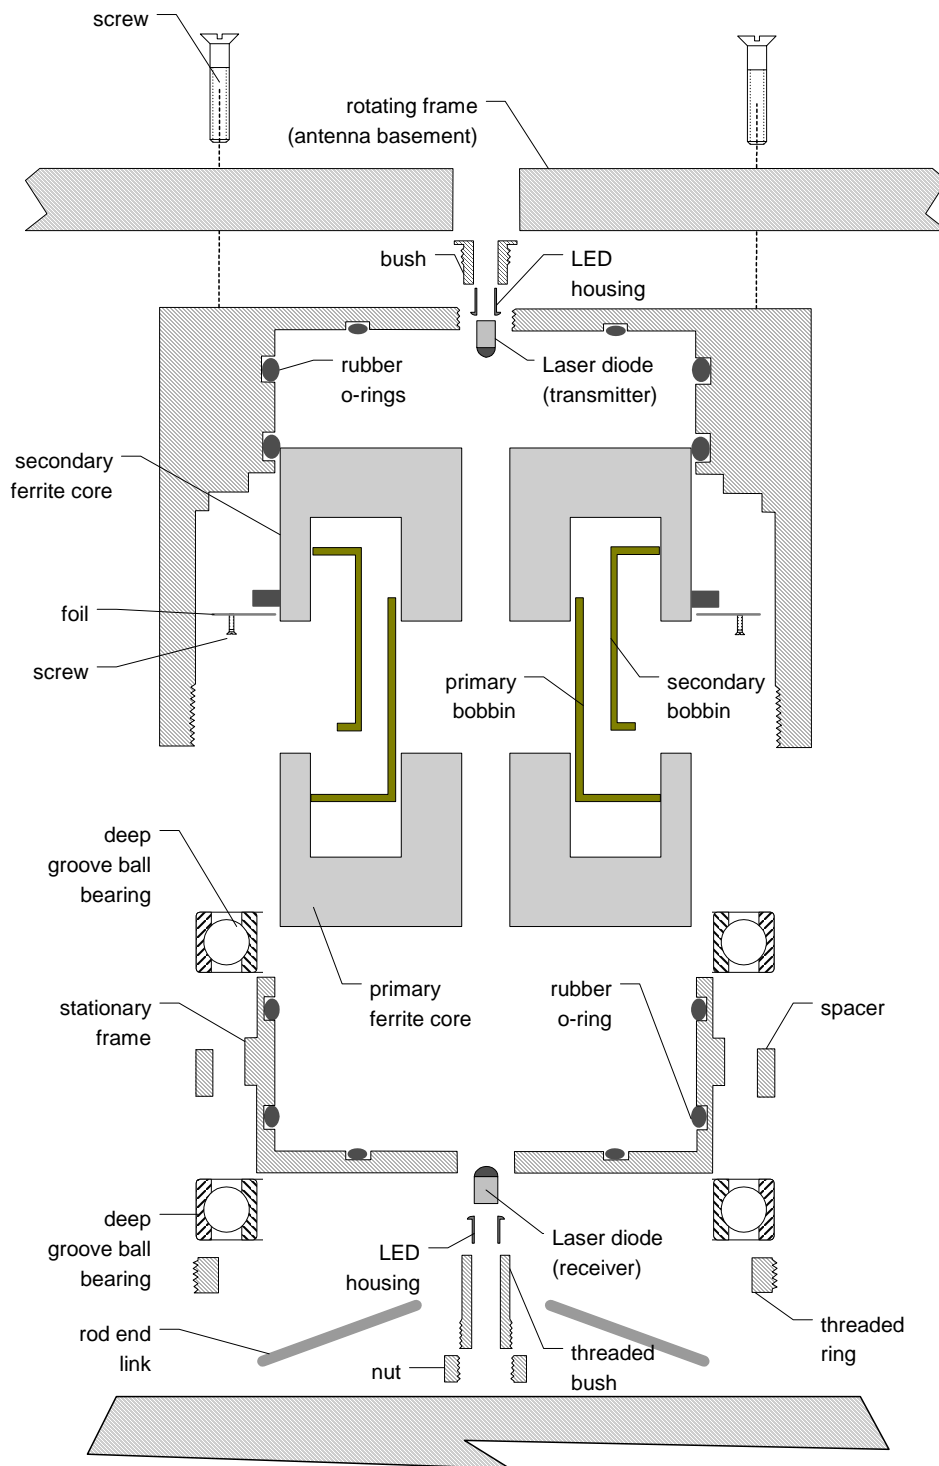 screw
rotating frame
(antenna basement)
bush
LED
housing
rubber
o-rings
Laser diode
(transmitter)
secondary
ferrite core
foil
screw
primary
bobbin
secondary
bobbin
deep
groove ball
bearing
stationary
frame
primary
ferrite core
rubber
o-ring
spacer
deep
groove ball
bearing
LED
housing
Laser diode
(receiver)
rod end
link
nut
threaded
bush
threaded
ring